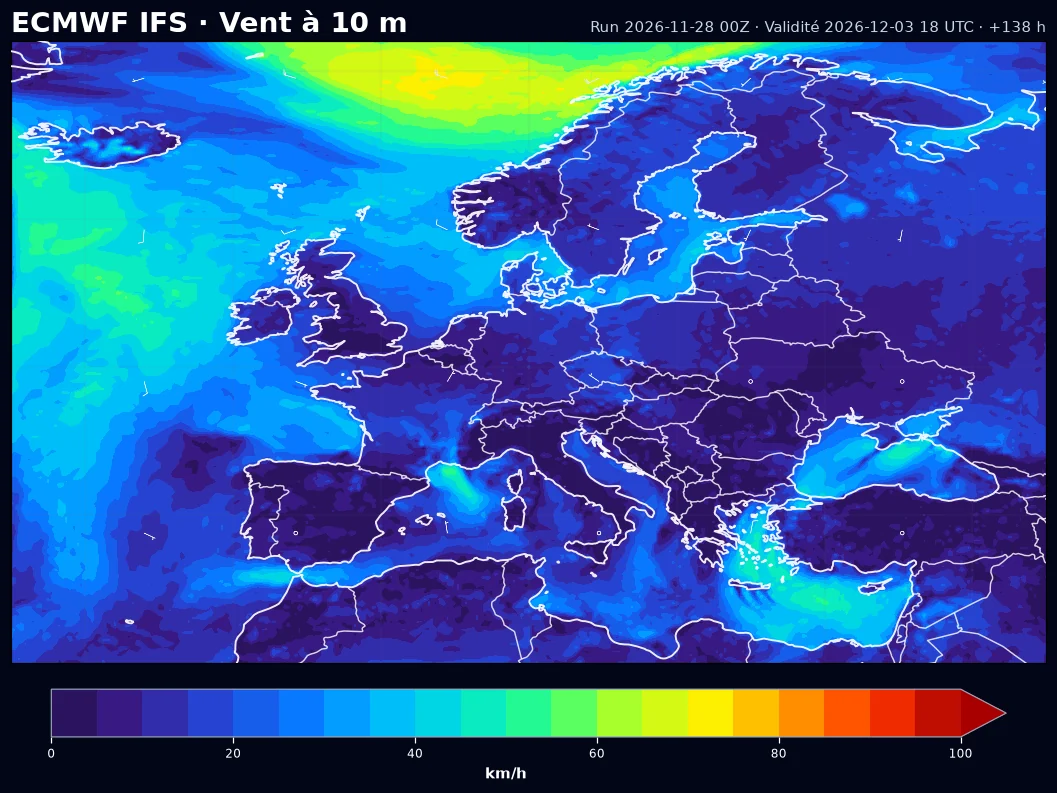 ECMWF IFS · Vent à 10 m
Run 2026-11-28 00Z · Validité 2026-12-03 18 UTC · +138 h
0 20 40 60 80 100
km/h